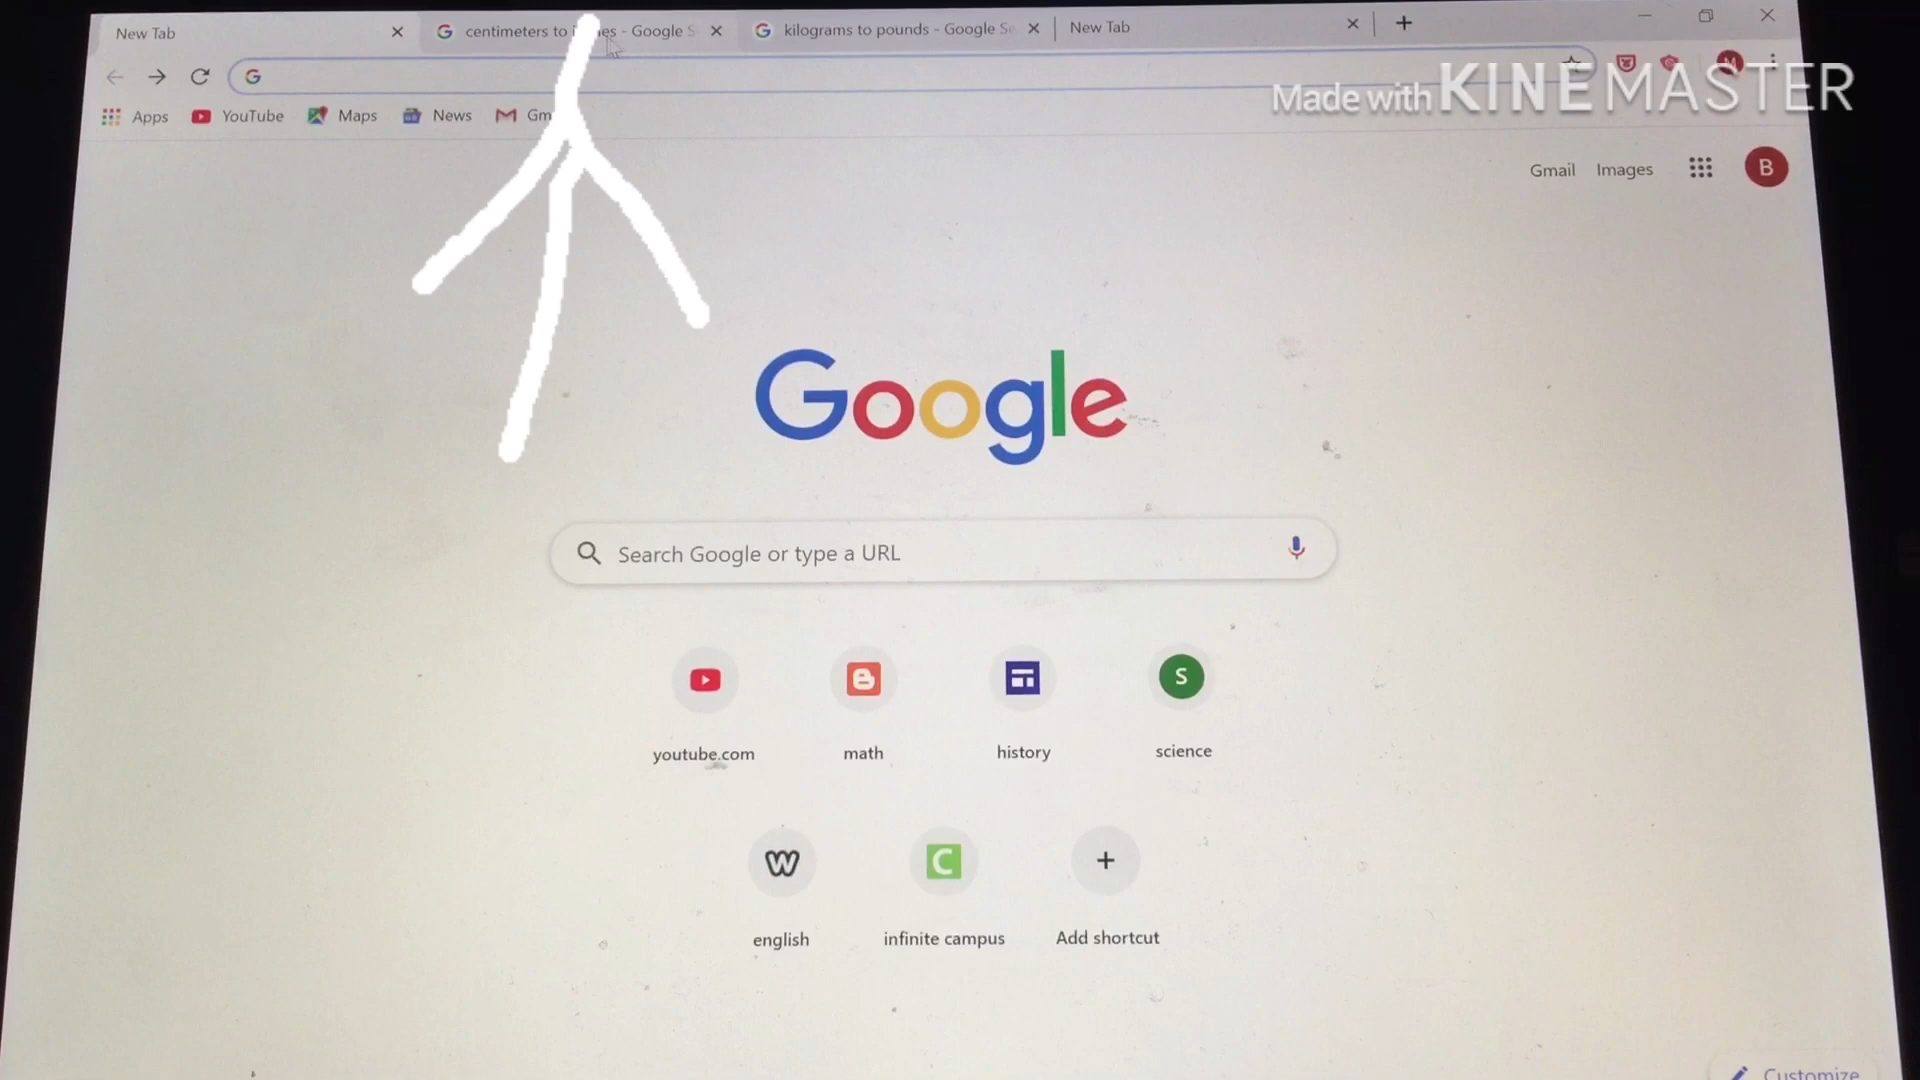 New Tab
centimeters to - Google S
kilograms to pounds - Google Se
New Tab
Made with KINEMASTER
Apps
YouTube
Maps
News
Gmail
Images
B
Google
Search Google or type a URL
youtube.com
math
history
S
science
W
english
C
infinite campus
Add shortcut
Customize